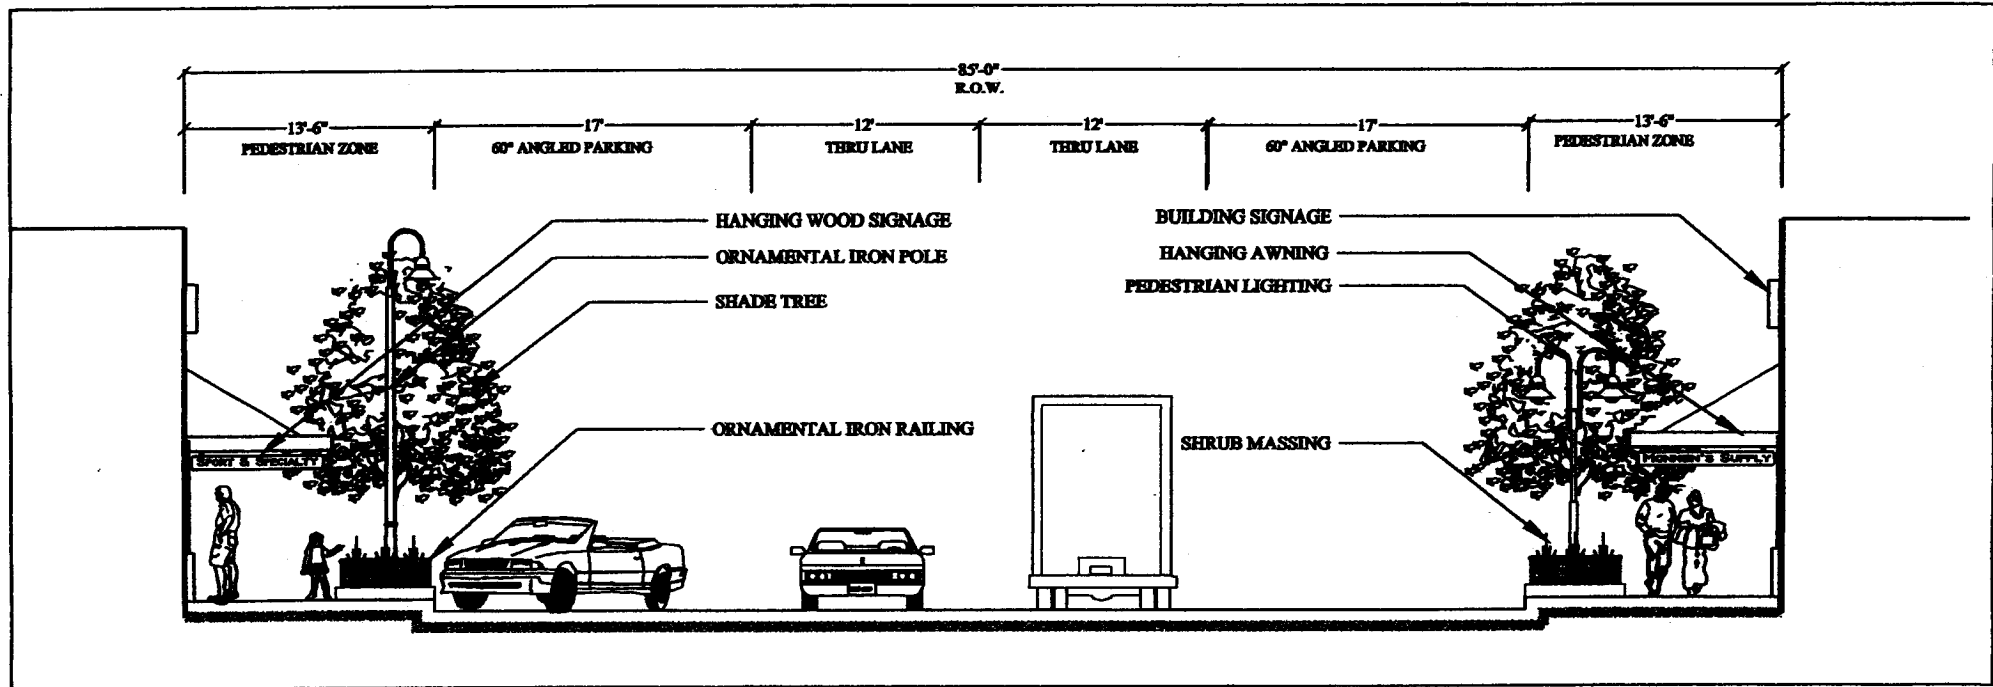 85'-0"
R.O.W.
13'-6" 17' 12' 12' 17' 13'-6"
PEDESTRIAN ZONE 60° ANGLED PARKING THRU LANE THRU LANE 60° ANGLED PARKING PEDESTRIAN ZONE
HANGING WOOD SIGNAGE
ORNAMENTAL IRON POLE
SHADE TREE
ORNAMENTAL IRON RAILING
BUILDING SIGNAGE
HANGING AWNING
PEDESTRIAN LIGHTING
SHRUB MASSING
SPORT & SPECIALTY
SUPPLY